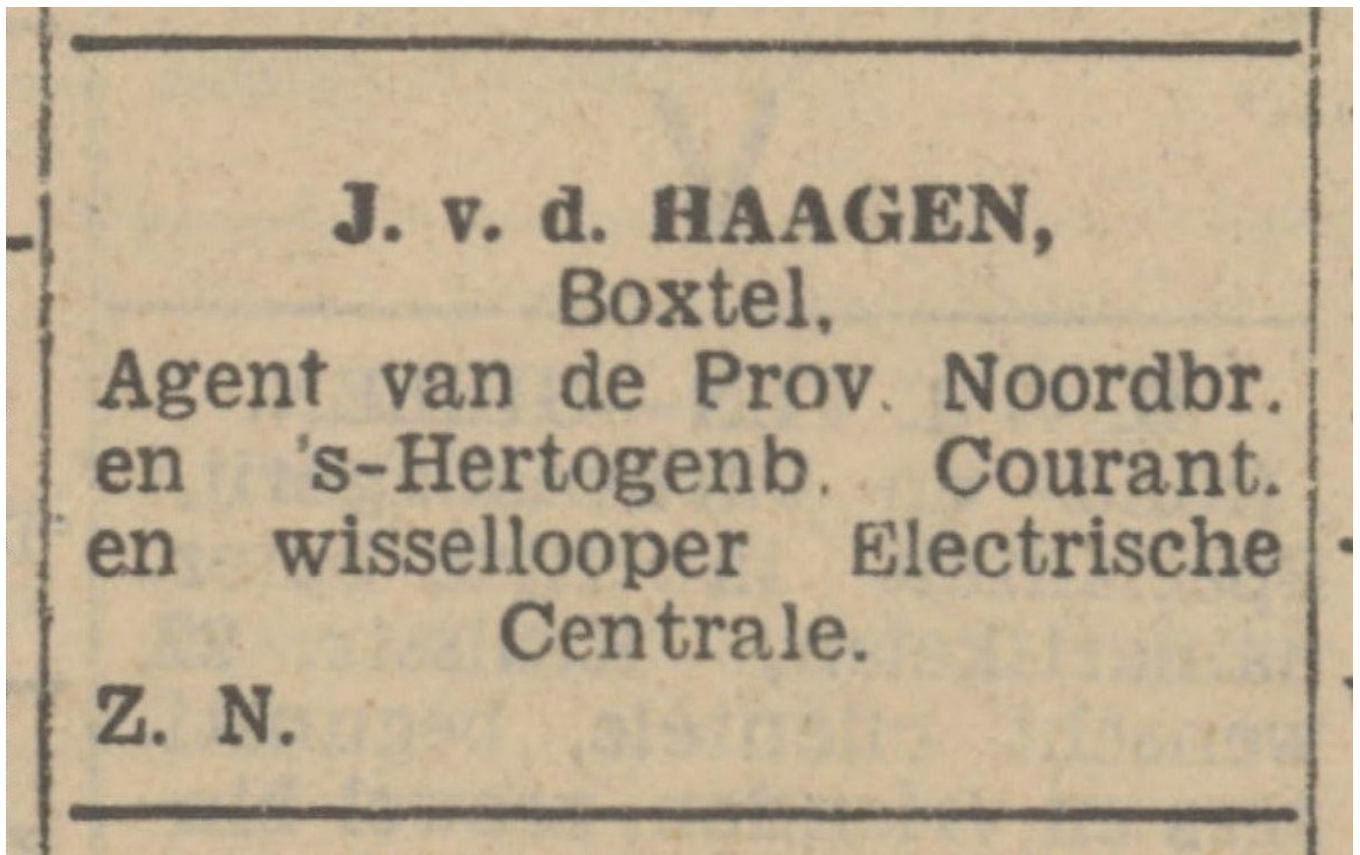 J. v. d. HAAGEN,
Boxtel,
Agent van de Prov. Noordbr.
en 's-Hertogenb. Courant.
en wissellooper Electrische
Centrale.
Z. N.